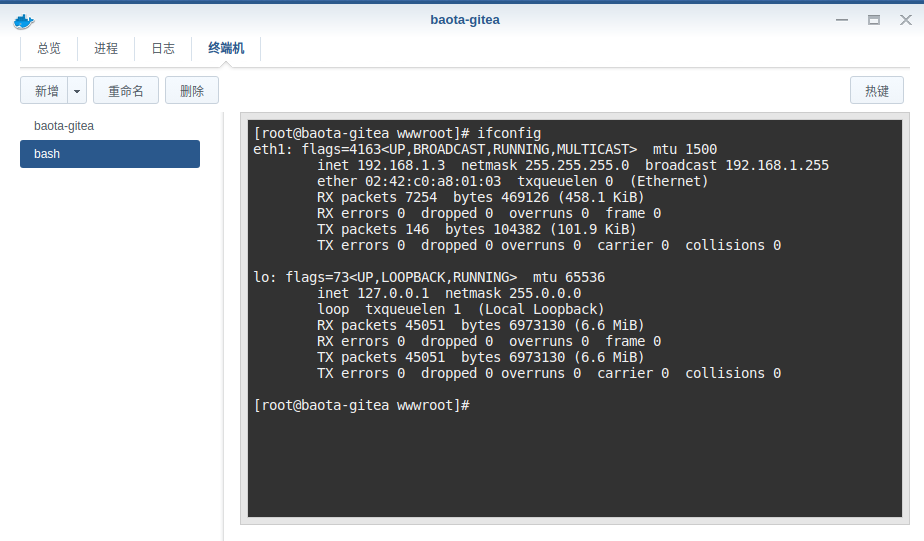 baota-gitea
总览 进程 日志 终端机
新增 重命名 删除 热键
baota-gitea
bash
[root@baota-gitea wwwroot]# ifconfig
eth1: flags=4163<UP,BROADCAST,RUNNING,MULTICAST>  mtu 1500
        inet 192.168.1.3  netmask 255.255.255.0  broadcast 192.168.1.255
        ether 02:42:c0:a8:01:03  txqueuelen 0  (Ethernet)
        RX packets 7254  bytes 469126 (458.1 KiB)
        RX errors 0  dropped 0  overruns 0  frame 0
        TX packets 146  bytes 104382 (101.9 KiB)
        TX errors 0  dropped 0 overruns 0  carrier 0  collisions 0
lo: flags=73<UP,LOOPBACK,RUNNING>  mtu 65536
        inet 127.0.0.1  netmask 255.0.0.0
        loop  txqueuelen 1  (Local Loopback)
        RX packets 45051  bytes 6973130 (6.6 MiB)
        RX errors 0  dropped 0  overruns 0  frame 0
        TX packets 45051  bytes 6973130 (6.6 MiB)
        TX errors 0  dropped 0 overruns 0  carrier 0  collisions 0
[root@baota-gitea wwwroot]#